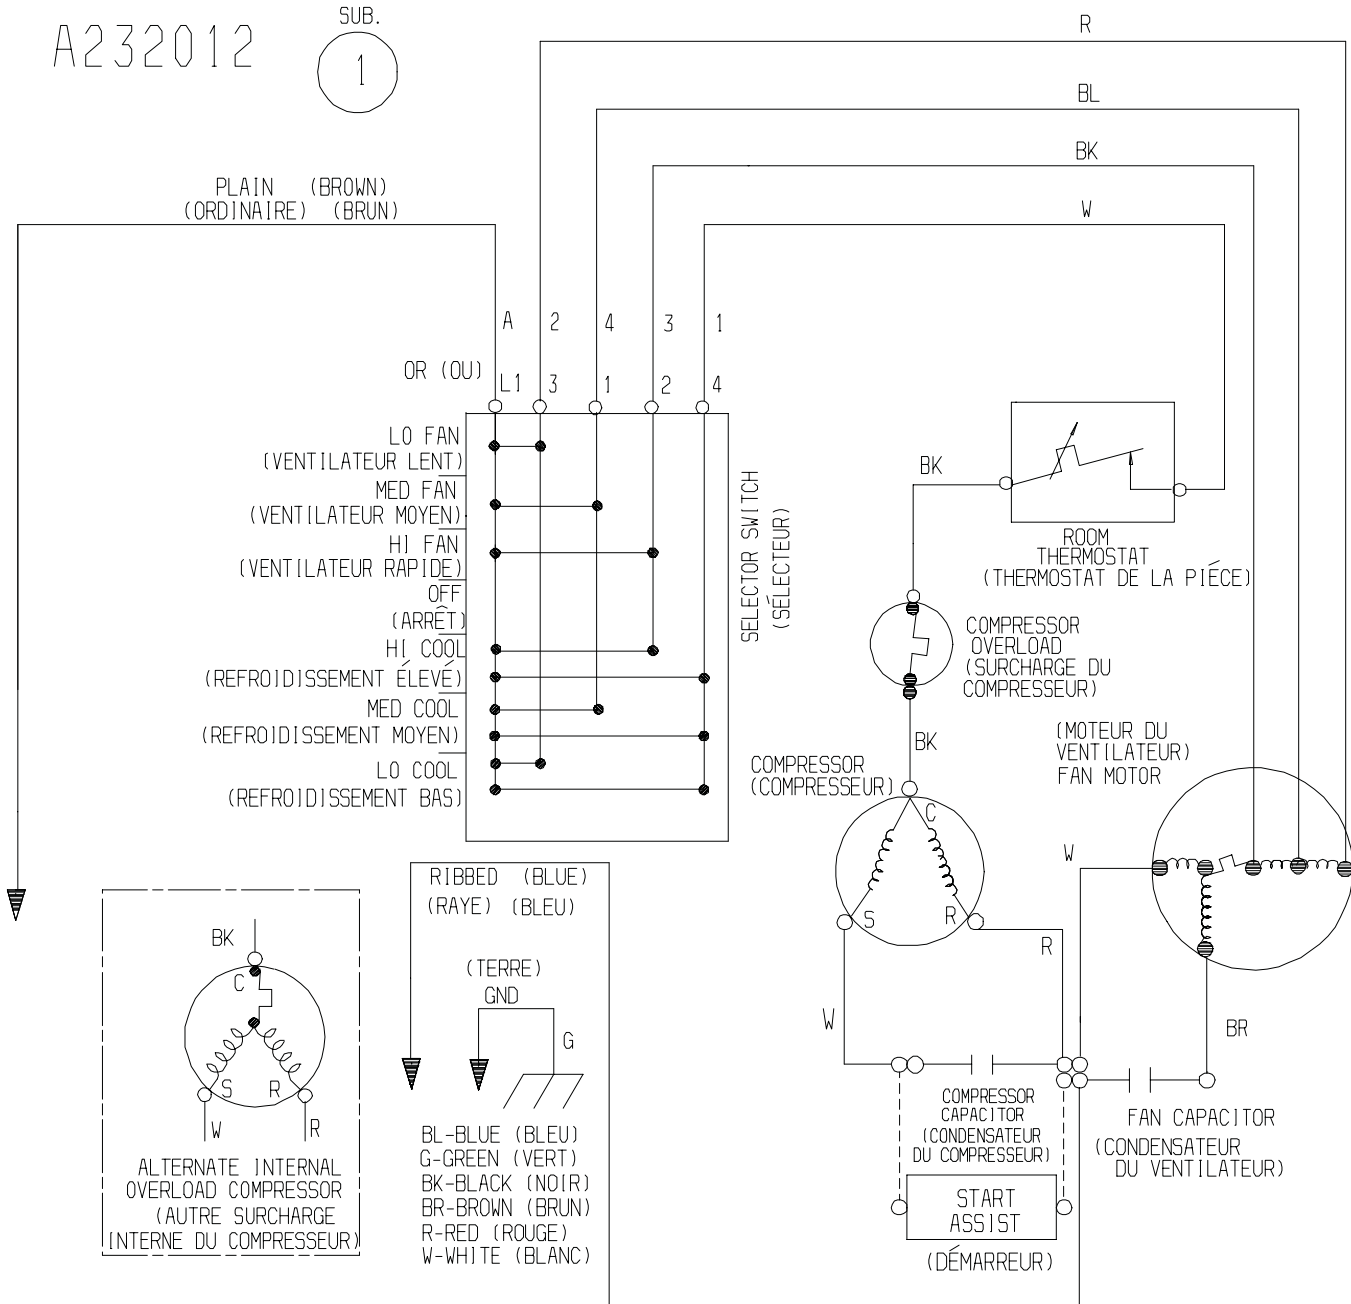 A232012
SUB.
1
R
BL
BK
W
PLAIN (BROWN)
(ORDINAIRE) (BRUN)
A 2 4 3 1
OR (OU)
L1 3 1 2 4
LO FAN
(VENTILATEUR LENT)
MED FAN
(VENTILATEUR MOYEN)
HI FAN
(VENTILATEUR RAPIDE)
OFF
(ARRÊT)
HI COOL
(REFROIDISSEMENT ÉLEVÉ)
MED COOL
(REFROIDISSEMENT MOYEN)
LO COOL
(REFROIDISSEMENT BAS)
SELECTOR SWITCH
(SÉLECTEUR)
BK
ROOM
THERMOSTAT
(THERMOSTAT DE LA PIÉCE)
COMPRESSOR
OVERLOAD
(SURCHARGE DU
COMPRESSEUR)
BK
COMPRESSOR
(COMPRESSEUR)
C
S
R
W
R
(MOTEUR DU
VENTILATEUR)
FAN MOTOR
W
BR
COMPRESSOR
CAPACITOR
(CONDENSATEUR
DU COMPRESSEUR)
FAN CAPACITOR
(CONDENSATEUR
DU VENTILATEUR)
START
ASSIST
(DÉMARREUR)
RIBBED (BLUE)
(RAYE) (BLEU)
(TERRE)
GND
G
BL-BLUE (BLEU)
G-GREEN (VERT)
BK-BLACK (NOIR)
BR-BROWN (BRUN)
R-RED (ROUGE)
W-WHITE (BLANC)
BK
C
S
R
W
R
ALTERNATE INTERNAL
OVERLOAD COMPRESSOR
(AUTRE SURCHARGE
INTERNE DU COMPRESSEUR)